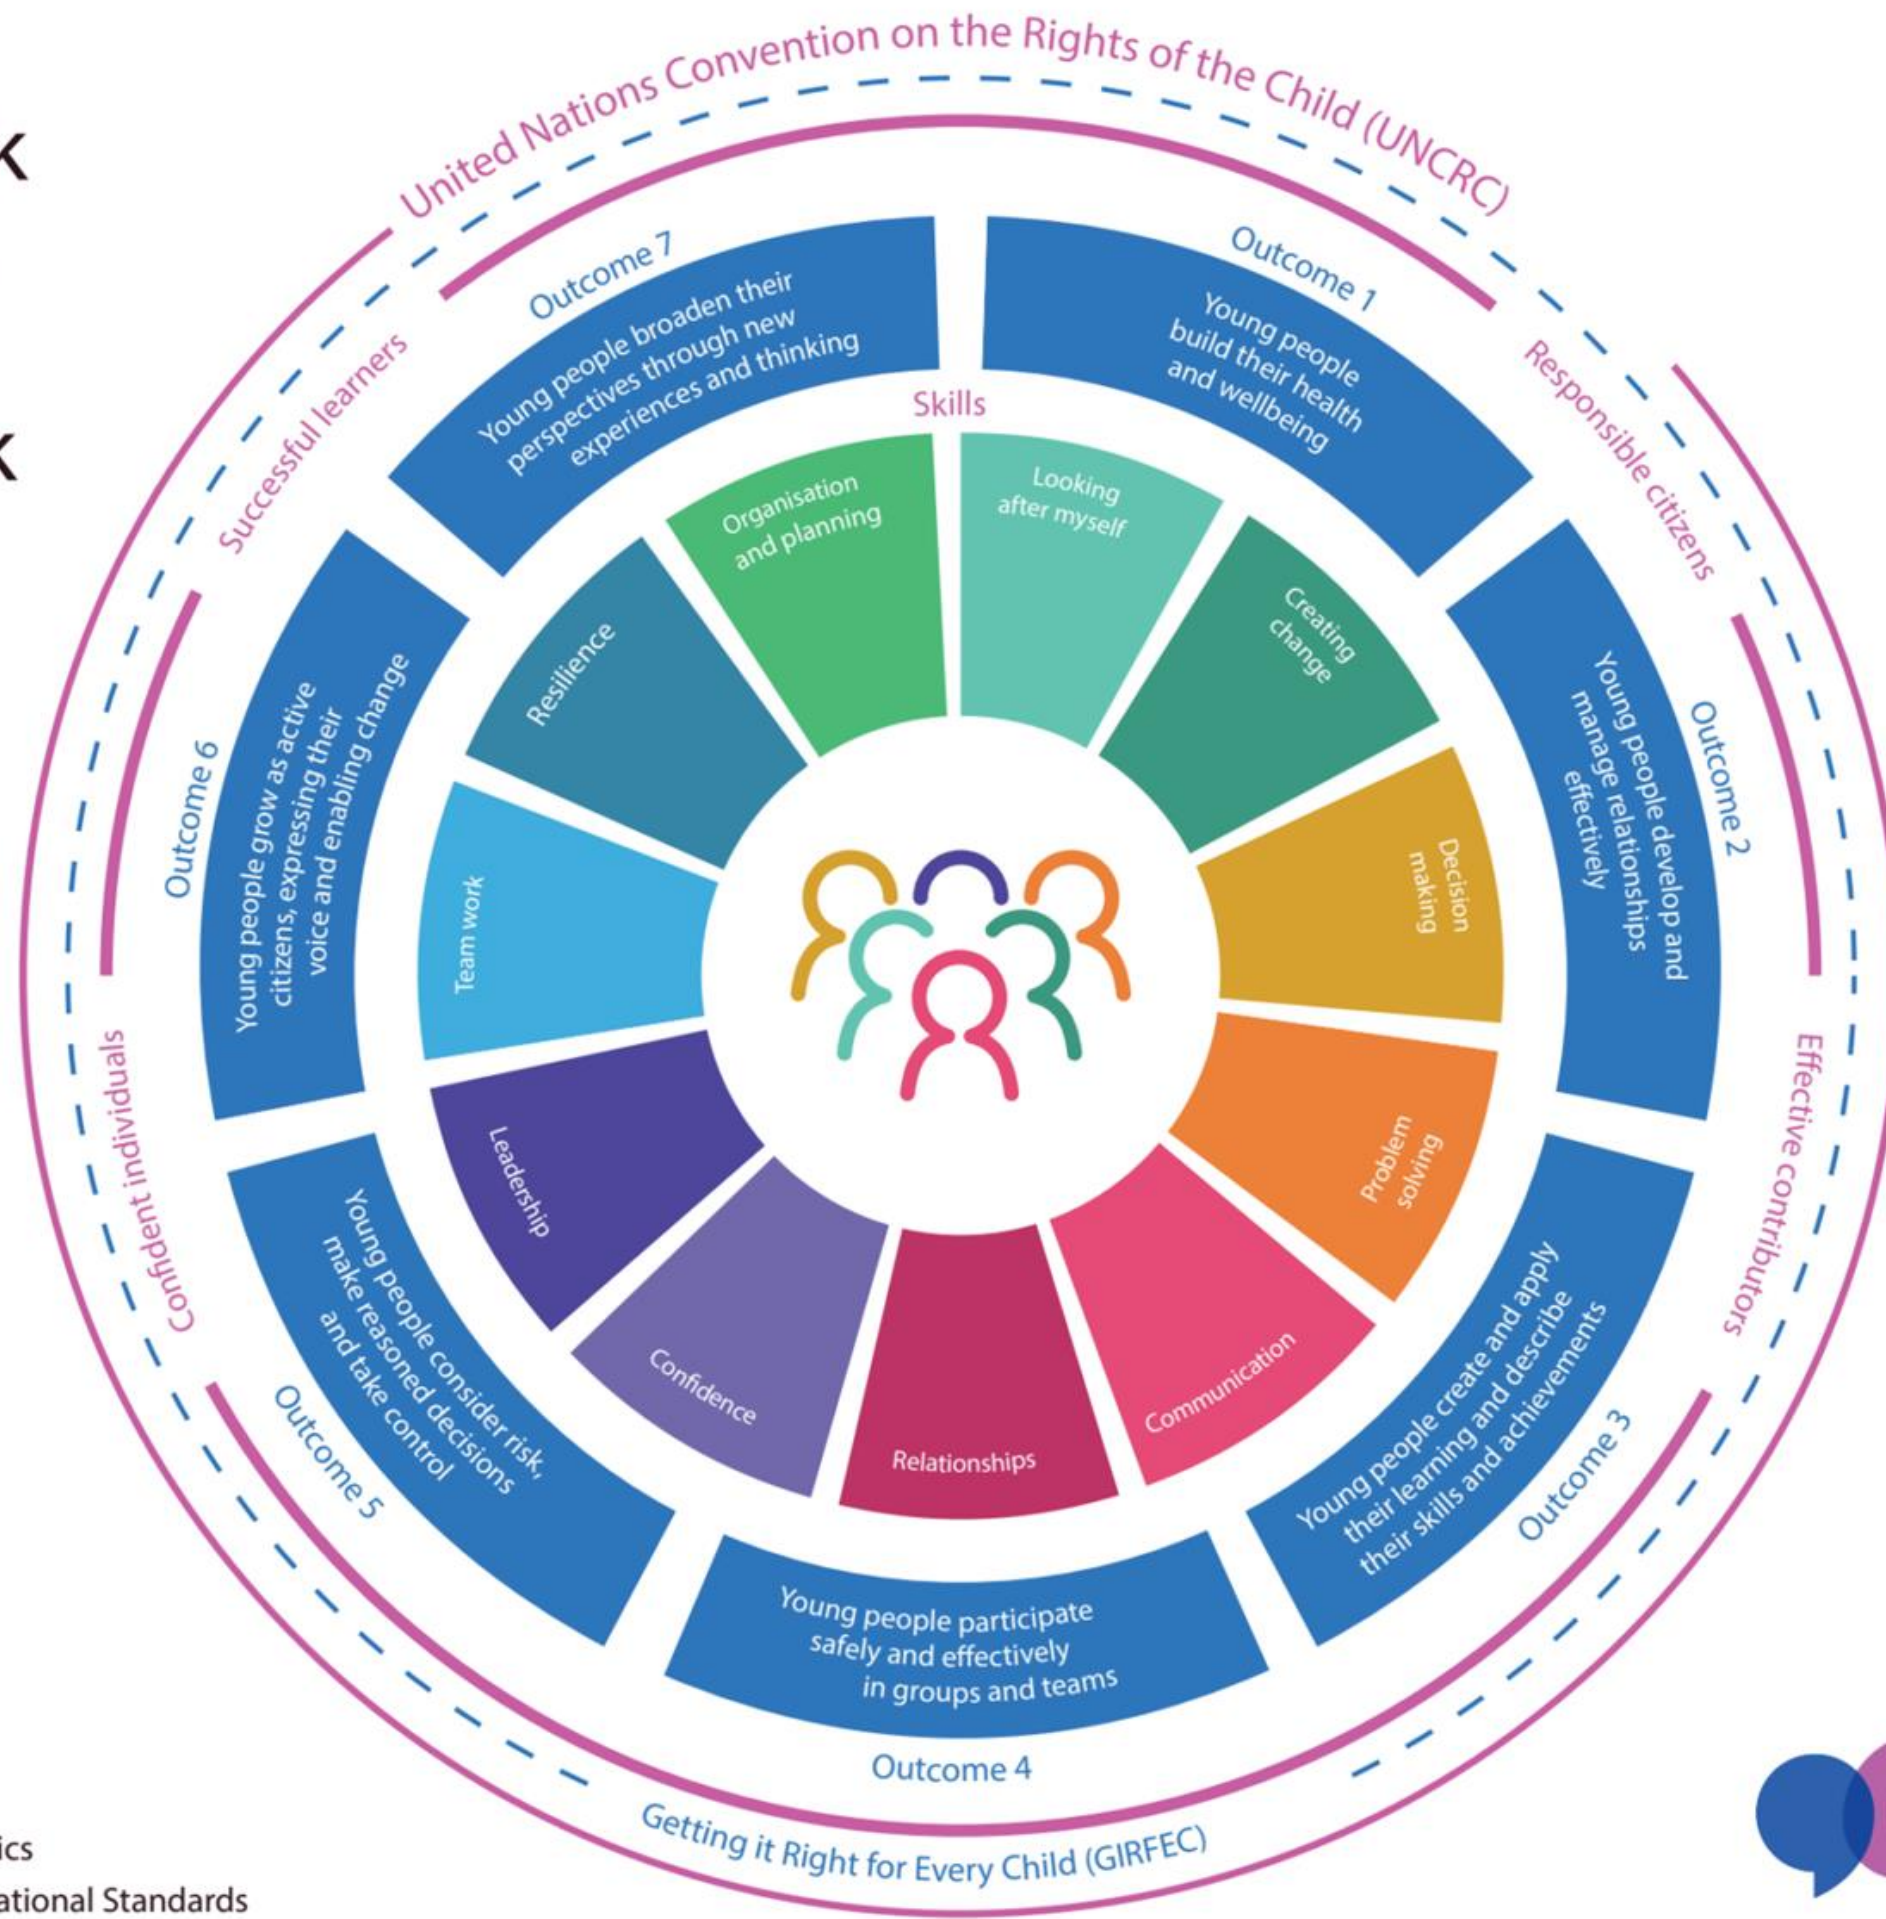 United Nations Convention on the Rights of the Child (UNCRC)
Successful learners
Responsible citizens
Effective contributors
Confident individuals
Outcome 1
Young people
build their health
and wellbeing
Outcome 2
Young people develop and
manage relationships
effectively
Outcome 3
Young people create and apply
their learning and describe
their skills and achievements
Outcome 4
Young people participate
safely and effectively
in groups and teams
Outcome 5
Young people consider risk,
make reasoned decisions
and take control
Outcome 6
Young people grow as active
citizens, expressing their
voice and enabling change
Outcome 7
Young people broaden their
perspectives through new
experiences and thinking
Skills
Looking
after myself
Creating
change
Decision
making
Problem
solving
Communication
Relationships
Confidence
Leadership
Team work
Resilience
Organisation
and planning
Getting it Right for Every Child (GIRFEC)
k
k
ics
ational Standards